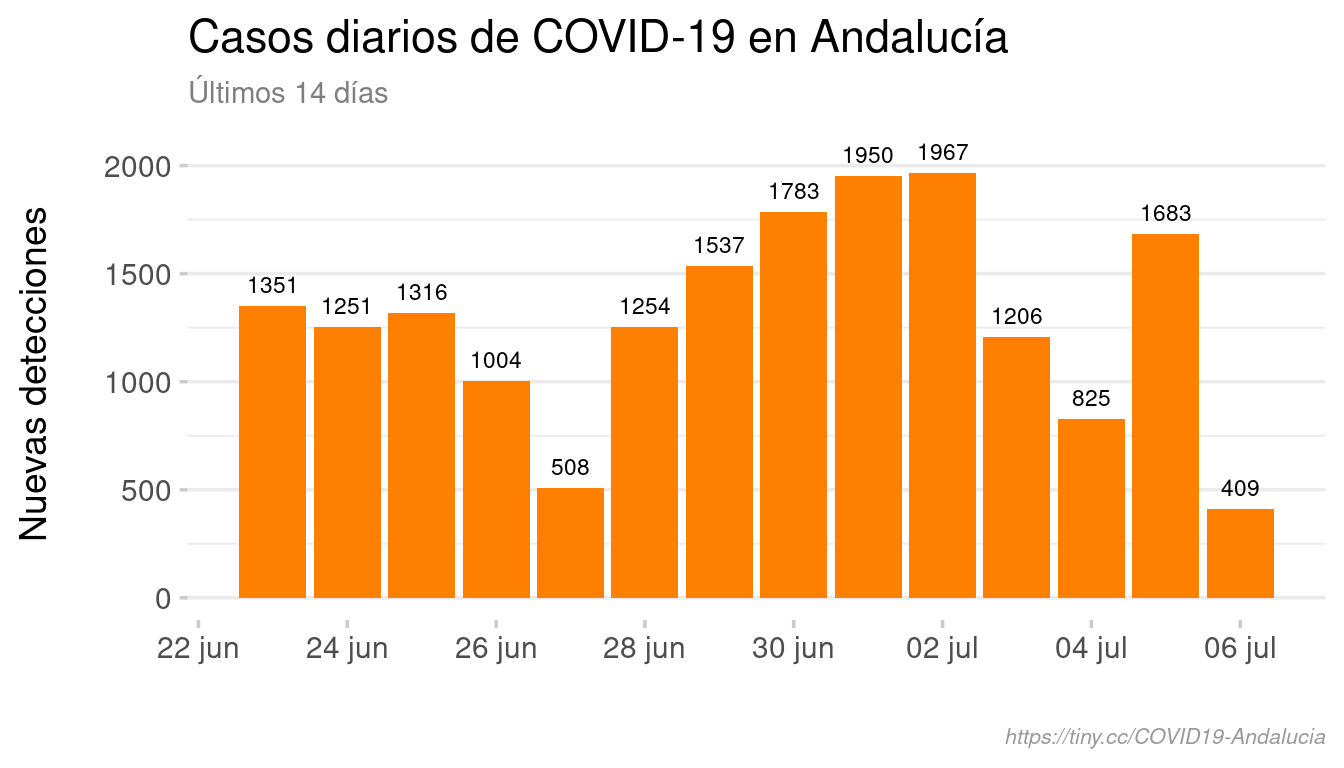 Casos diarios de COVID-19 en Andalucía
Últimos 14 días
Nuevas detecciones
2000
1500
1000
500
0
1351
1251
1316
1004
508
1254
1537
1783
1950
1967
1206
825
1683
409
22 jun
24 jun
26 jun
28 jun
30 jun
02 jul
04 jul
06 jul
https://tiny.cc/COVID19-Andalucia